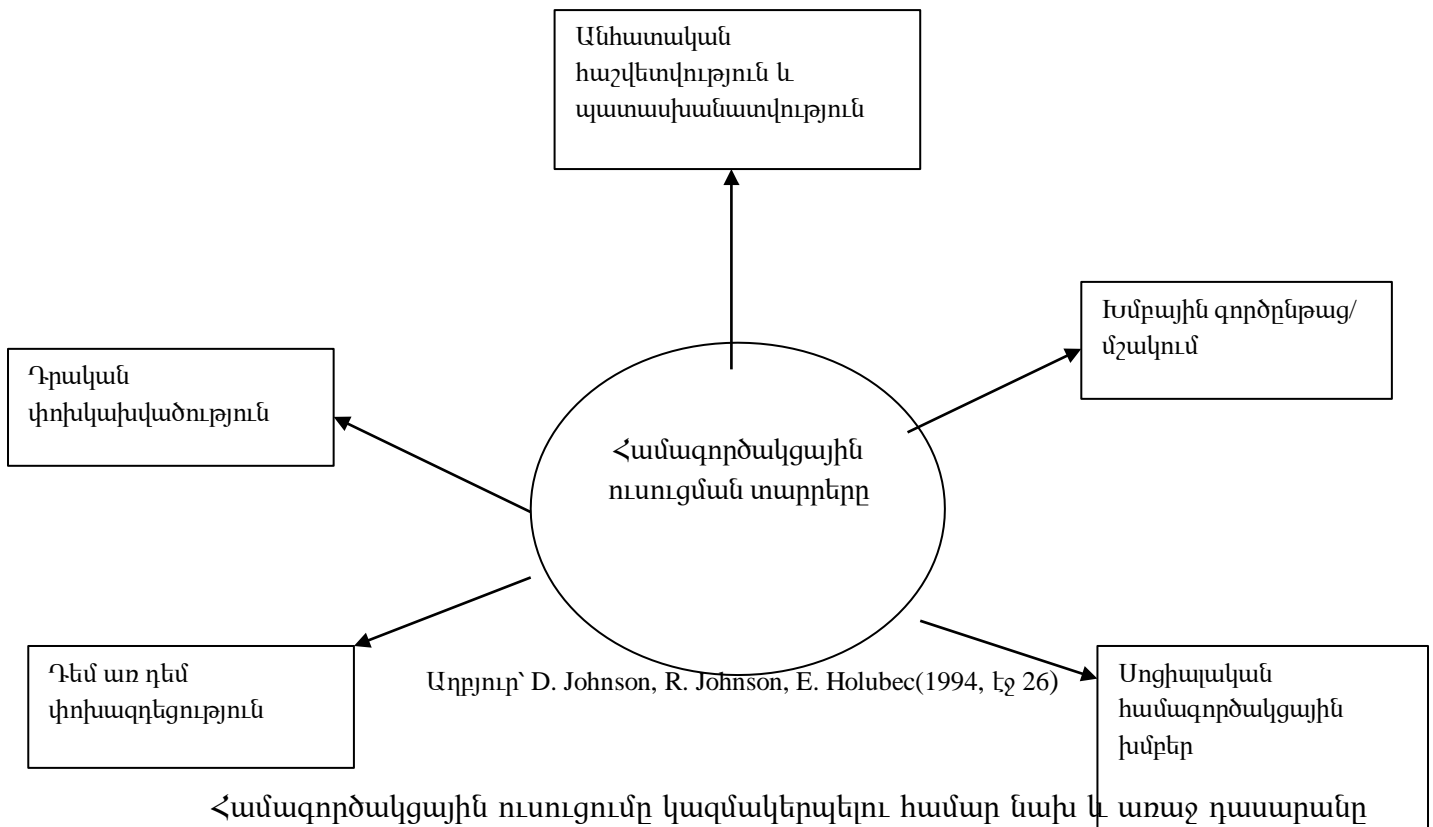 Անհատական
հաշվետվություն և
պատասխանատվություն
Խմբային գործընթաց/
մշակում
Դրական
փոխկախվածություն
Համագործակցային
ուսուցման տարրերը
Դեմ առ դեմ
փոխազդեցություն
Աղբյուր՝ D. Johnson, R. Johnson, E. Holubec(1994, էջ 26)
Սոցիալական
համագործակցային
խմբեր
Համագործակցային ուսուցումը կազմակերպելու համար նախ և առաջ դասարանը